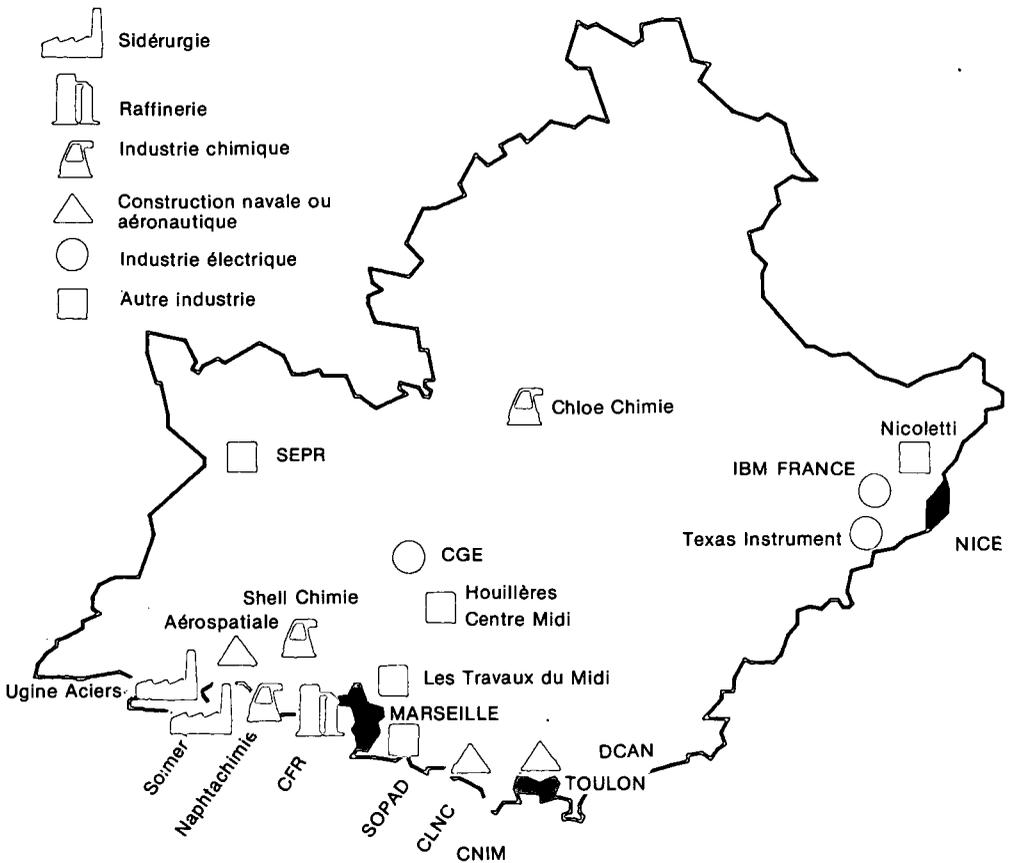 Sidérurgie
Raffinerie
Industrie chimique
Construction navale ou
aéronautique
Industrie électrique
Autre industrie
Chloe Chimie
Nicoletti
SEPR
IBM FRANCE
Texas Instrument
NICE
CGE
Houillères
Centre Midi
Shell Chimie
Aérospatiale
Les Travaux du Midi
Ugine Aciers
MARSEILLE
DCAN
TOULON
Solmer
Naphtachimie
CFR
SOPAD
CLNC
CNIM